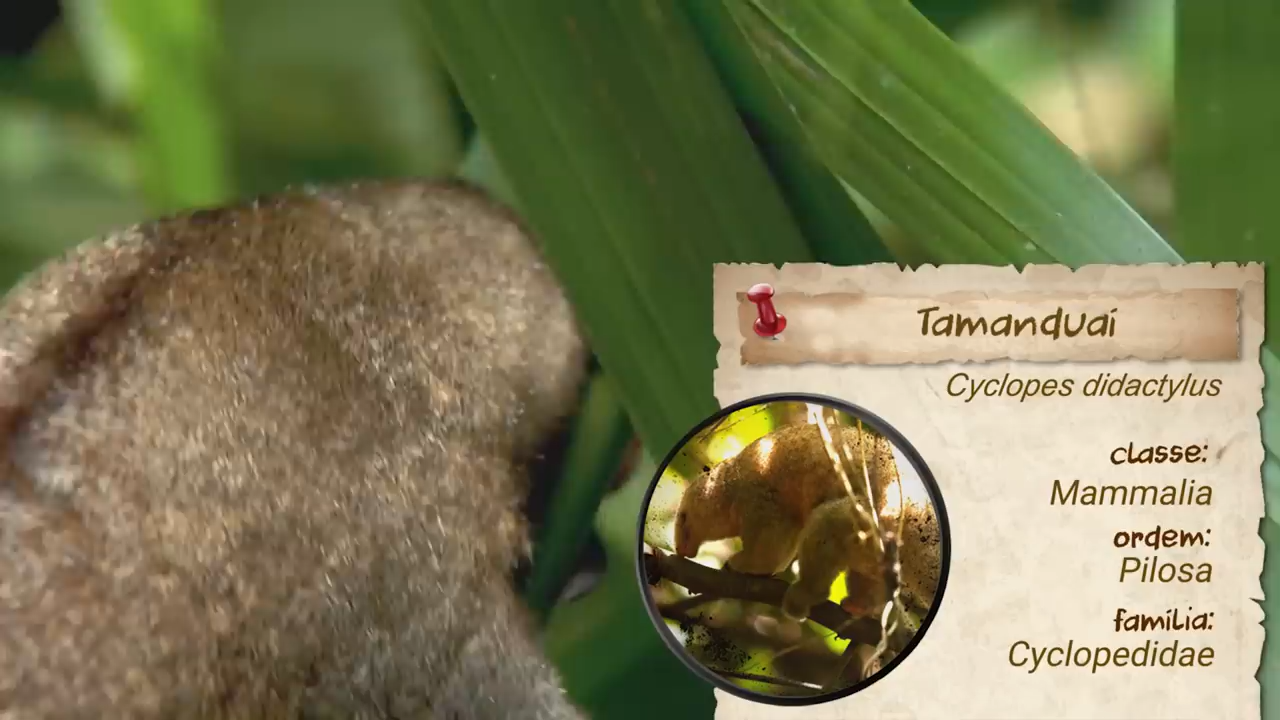 Tamanduaí
Cyclopes didactylus
classe:
Mammalia
ordem:
Pilosa
família:
Cyclopedidae